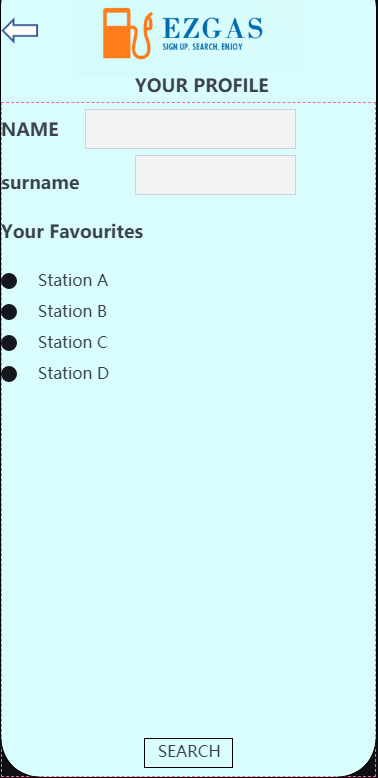 EZGAS
SIGN UP, SEARCH, ENJOY
YOUR PROFILE
NAME
surname
Your Favourites
Station A
Station B
Station C
Station D
SEARCH